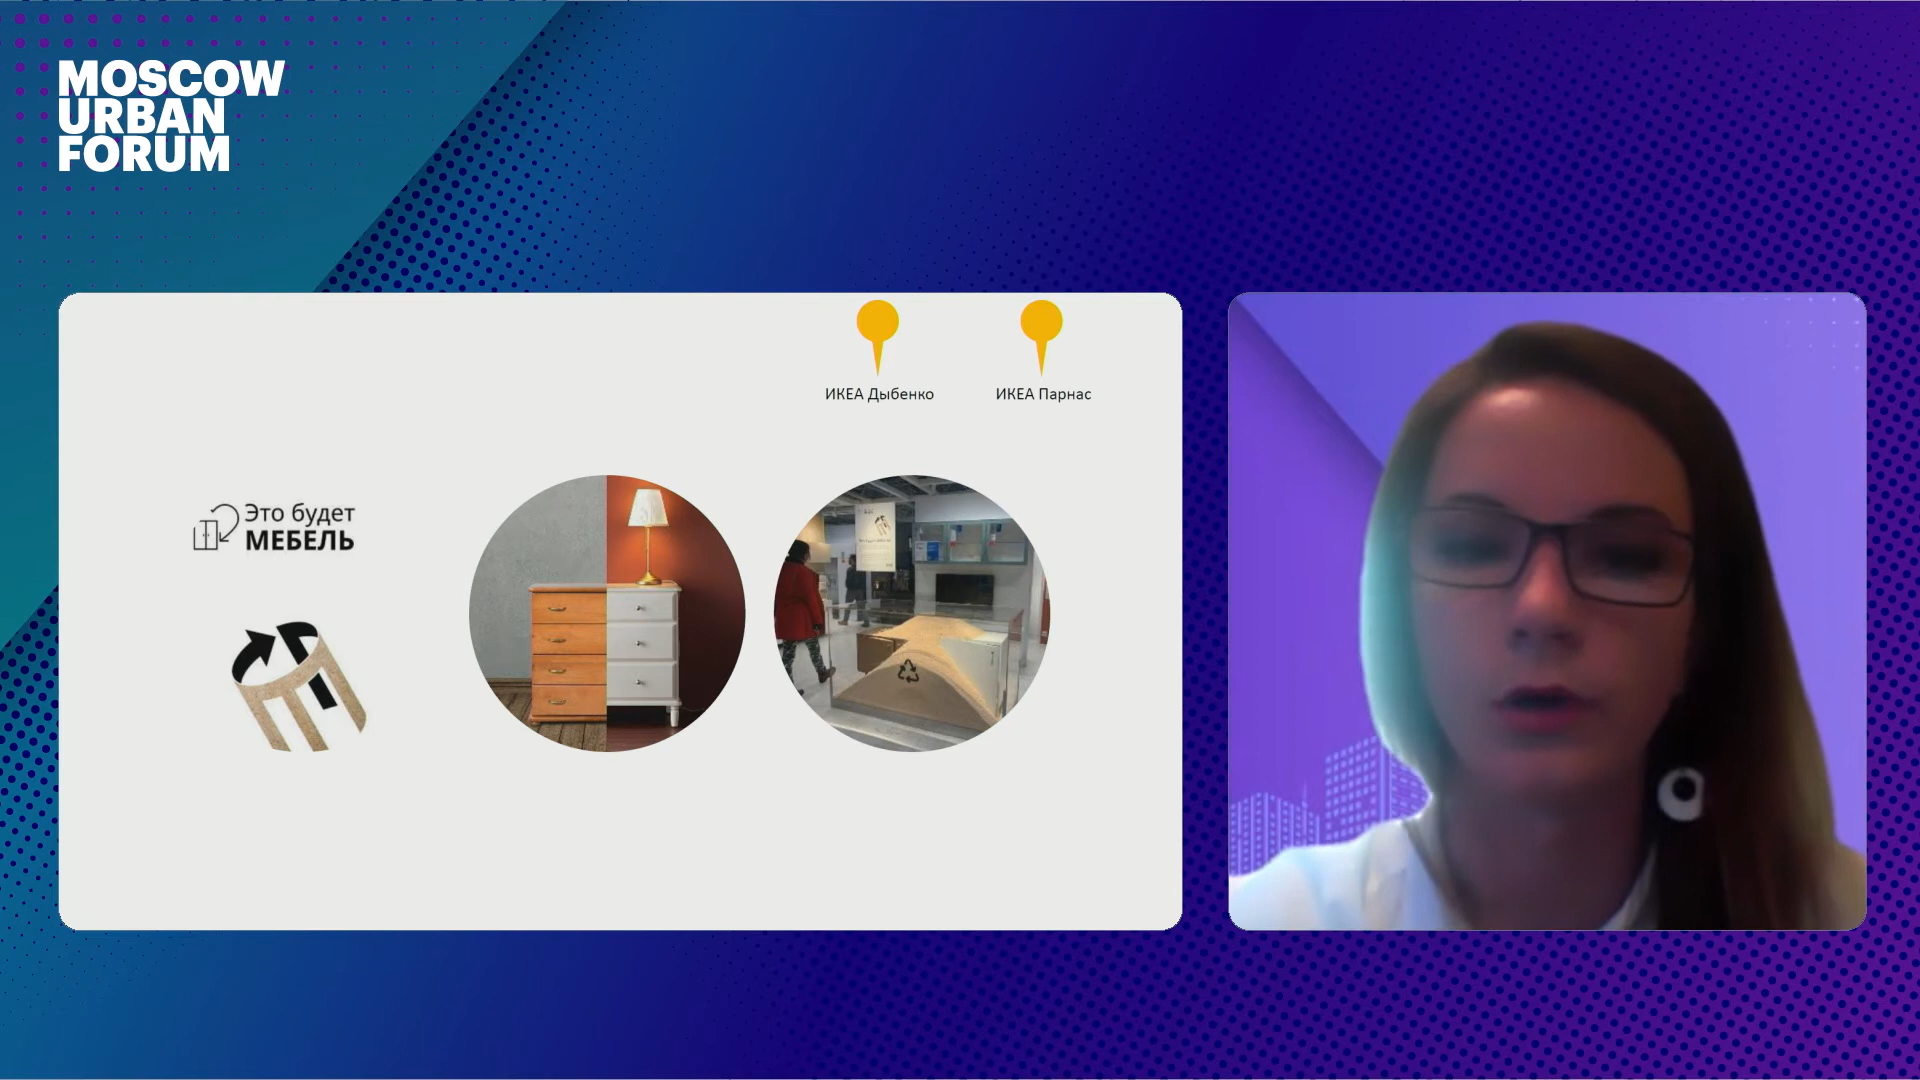 MOSCOW
URBAN
FORUM
ИКЕА Дыбенко
ИКЕА Парнас
Это будет
МЕБЕЛЬ